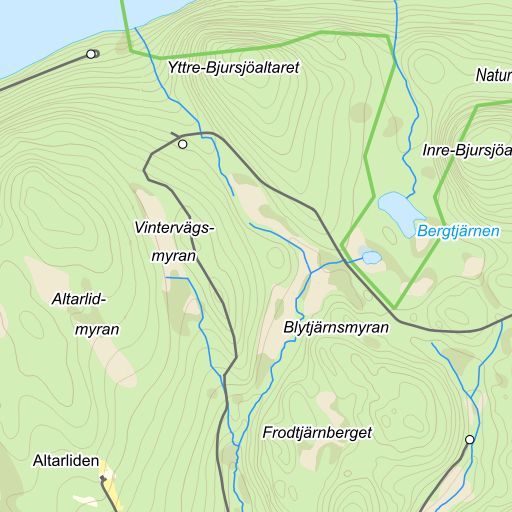 Yttre-Bjursjöaltaret
Natur
Inre-Bjursjöa
Bergtjärnen
Vintervägs-
myran
Altarlid-
myran
Blytjärnsmyran
Frodtjärnberget
Altarliden